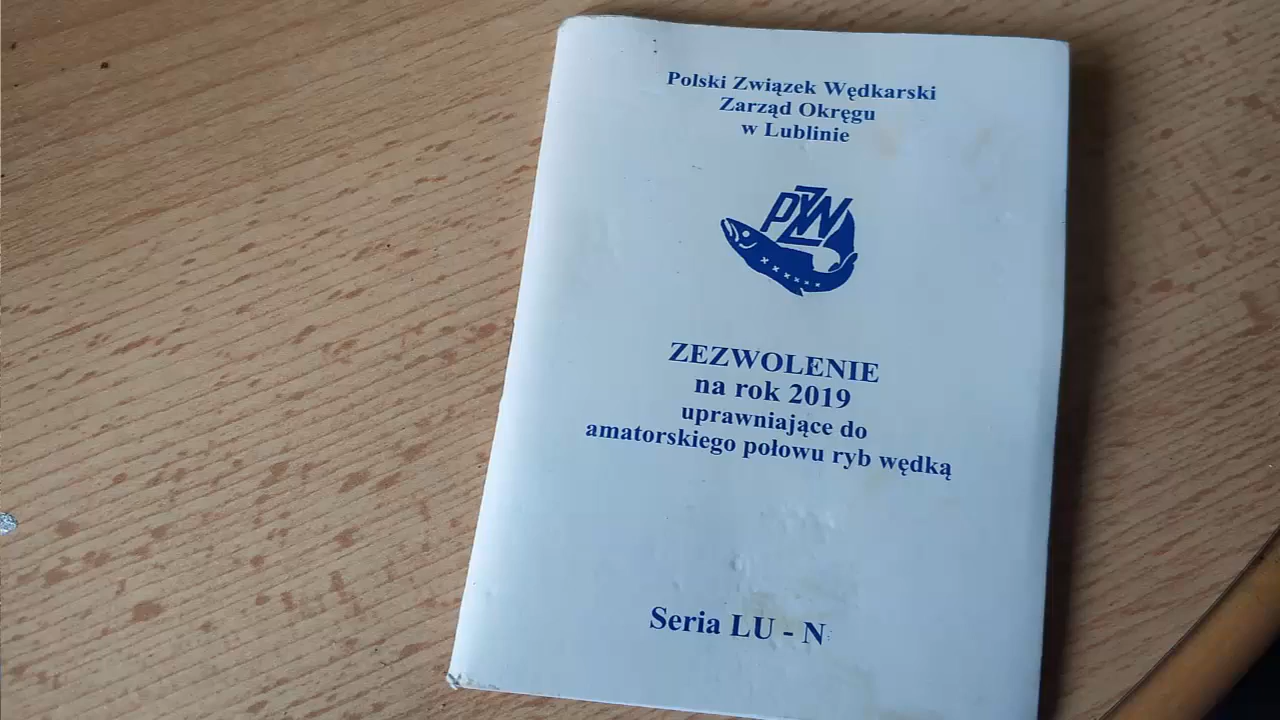 Polski Związek Wędkarski
Zarząd Okręgu
w Lublinie
PZW
ZEZWOLENIE
na rok 2019
uprawniające do
amatorskiego połowu ryb wędką
Seria LU - N